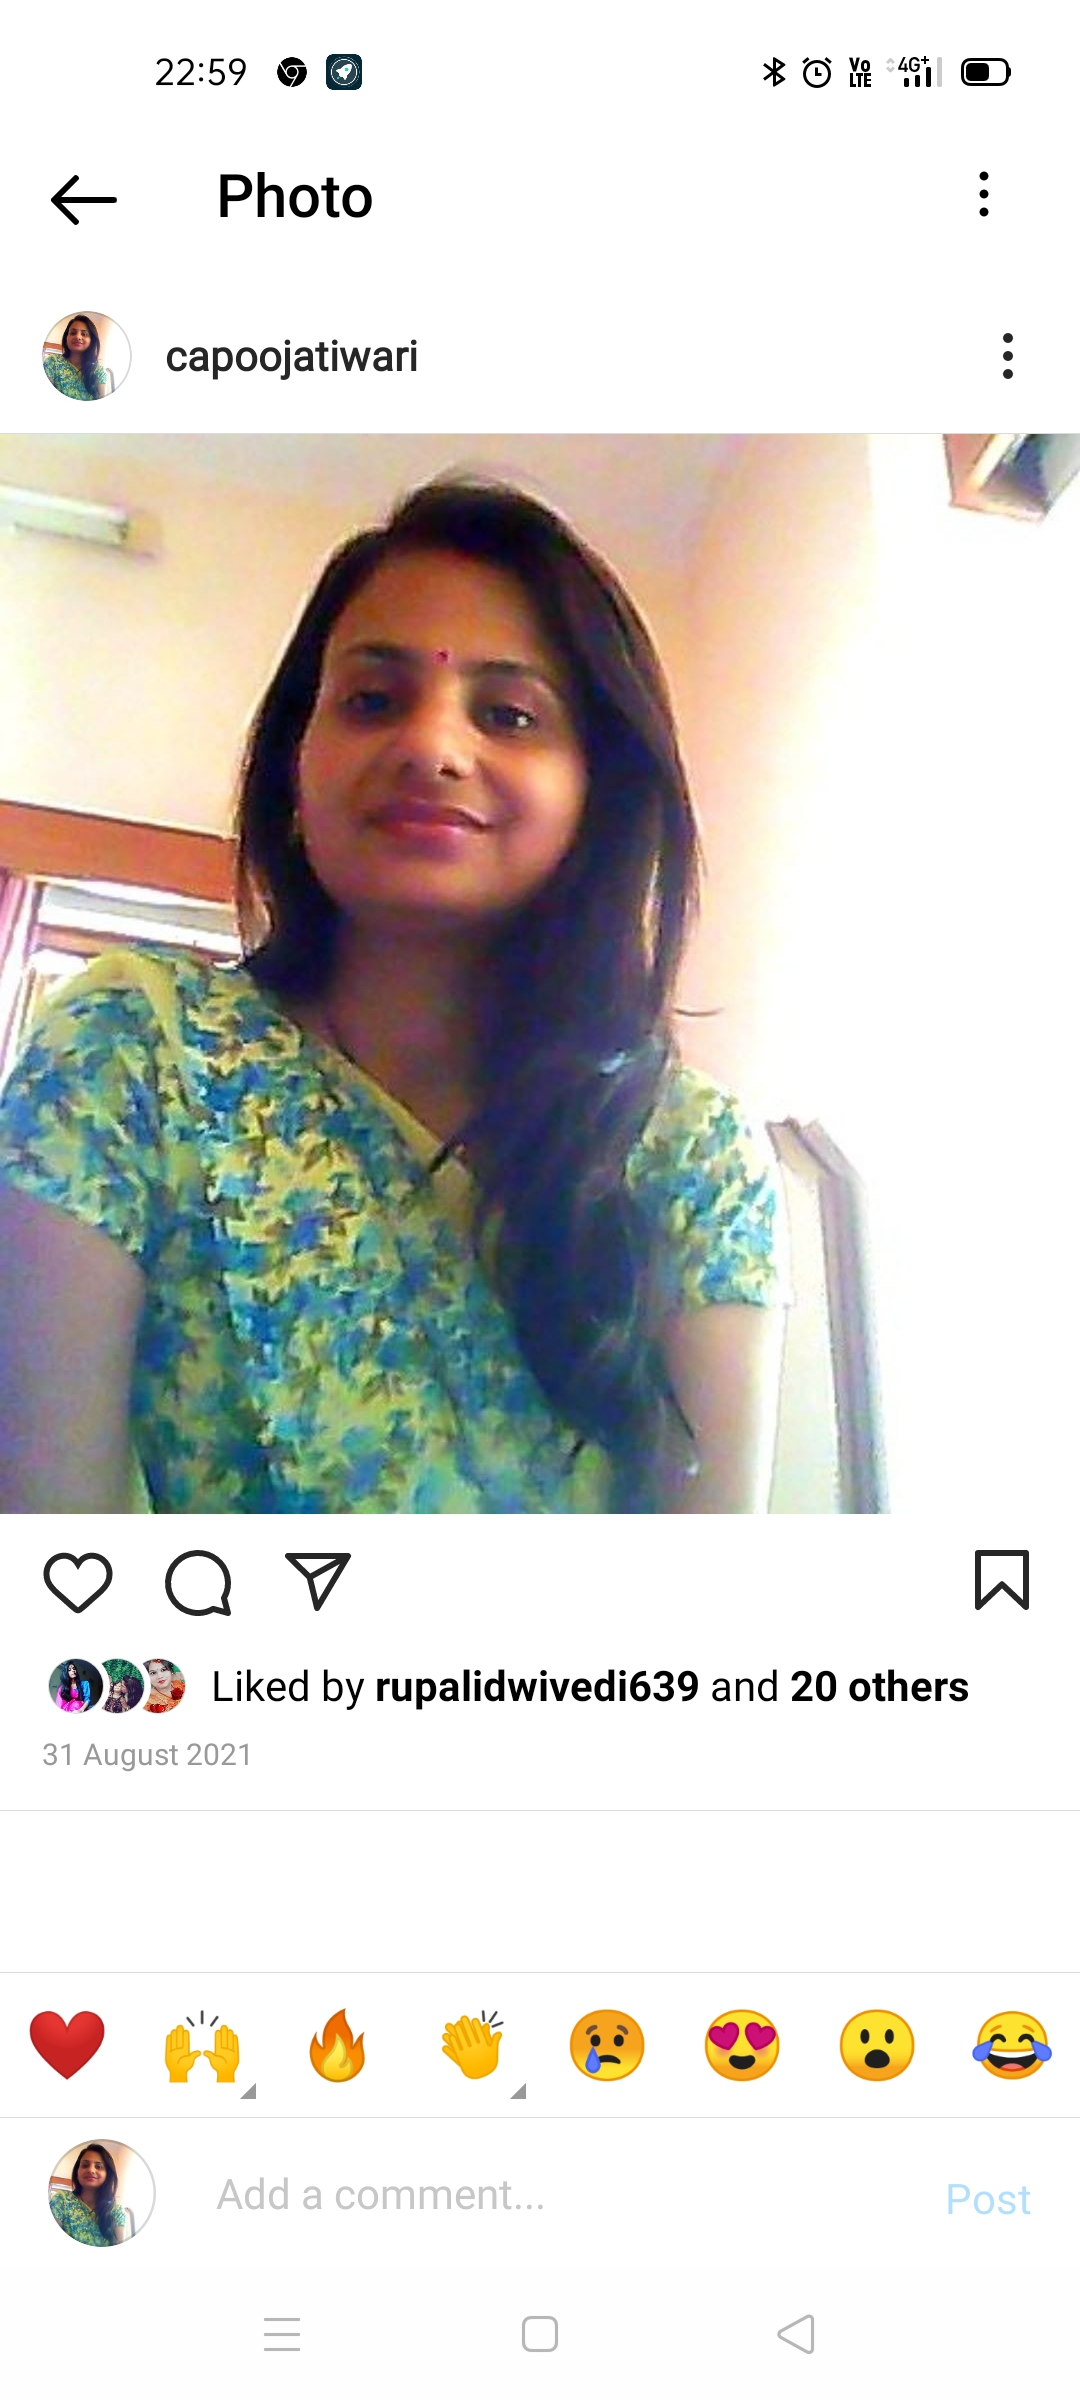 22:59
Vo
LTE
4G+
Photo
capoojatiwari
Liked by rupalidwivedi639 and 20 others
31 August 2021
Add a comment...
Post